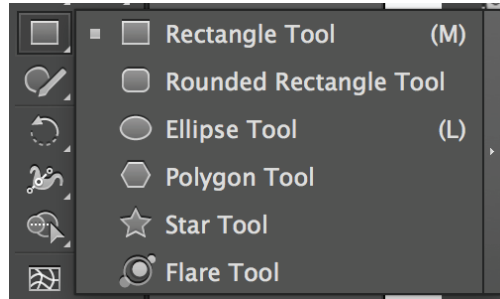 Rectangle Tool (M)
Rounded Rectangle Tool
Ellipse Tool (L)
Polygon Tool
Star Tool
Flare Tool